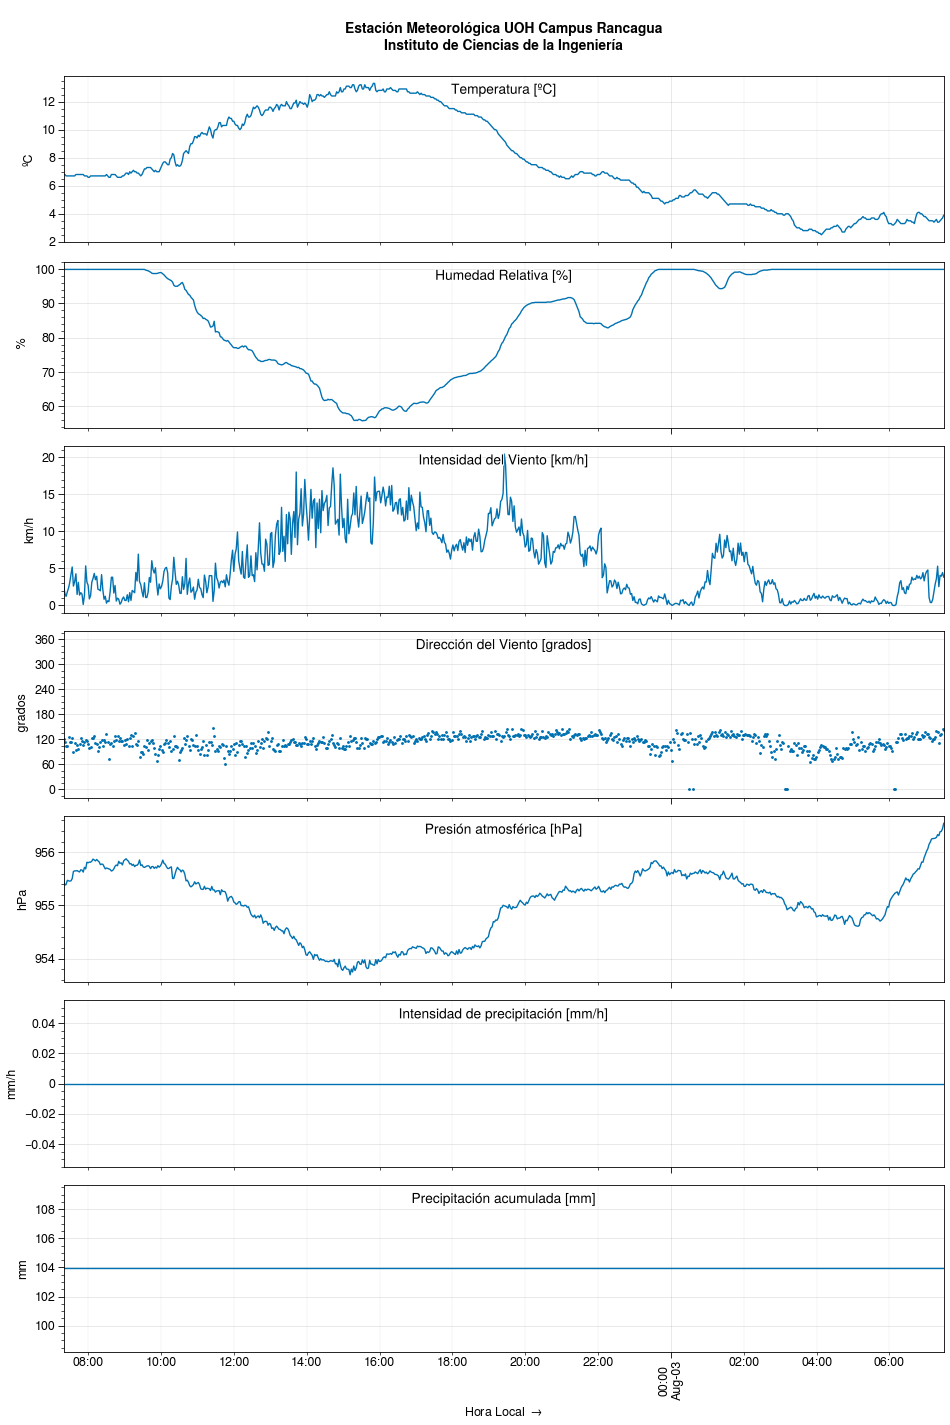 Estación Meteorológica UOH Campus Rancagua
Instituto de Ciencias de la Ingeniería
Temperatura [ºC]
ºC
12
10
8
6
4
2
Humedad Relativa [%]
%
100
90
80
70
60
Intensidad del Viento [km/h]
km/h
20
15
10
5
0
Dirección del Viento [grados]
grados
360
300
240
180
120
60
0
Presión atmosférica [hPa]
hPa
956
955
954
Intensidad de precipitación [mm/h]
mm/h
0.04
0.02
0
−0.02
−0.04
Precipitación acumulada [mm]
mm
108
106
104
102
100
08:00
10:00
12:00
14:00
16:00
18:00
20:00
22:00
00:00
Aug-03
02:00
04:00
06:00
Hora Local →